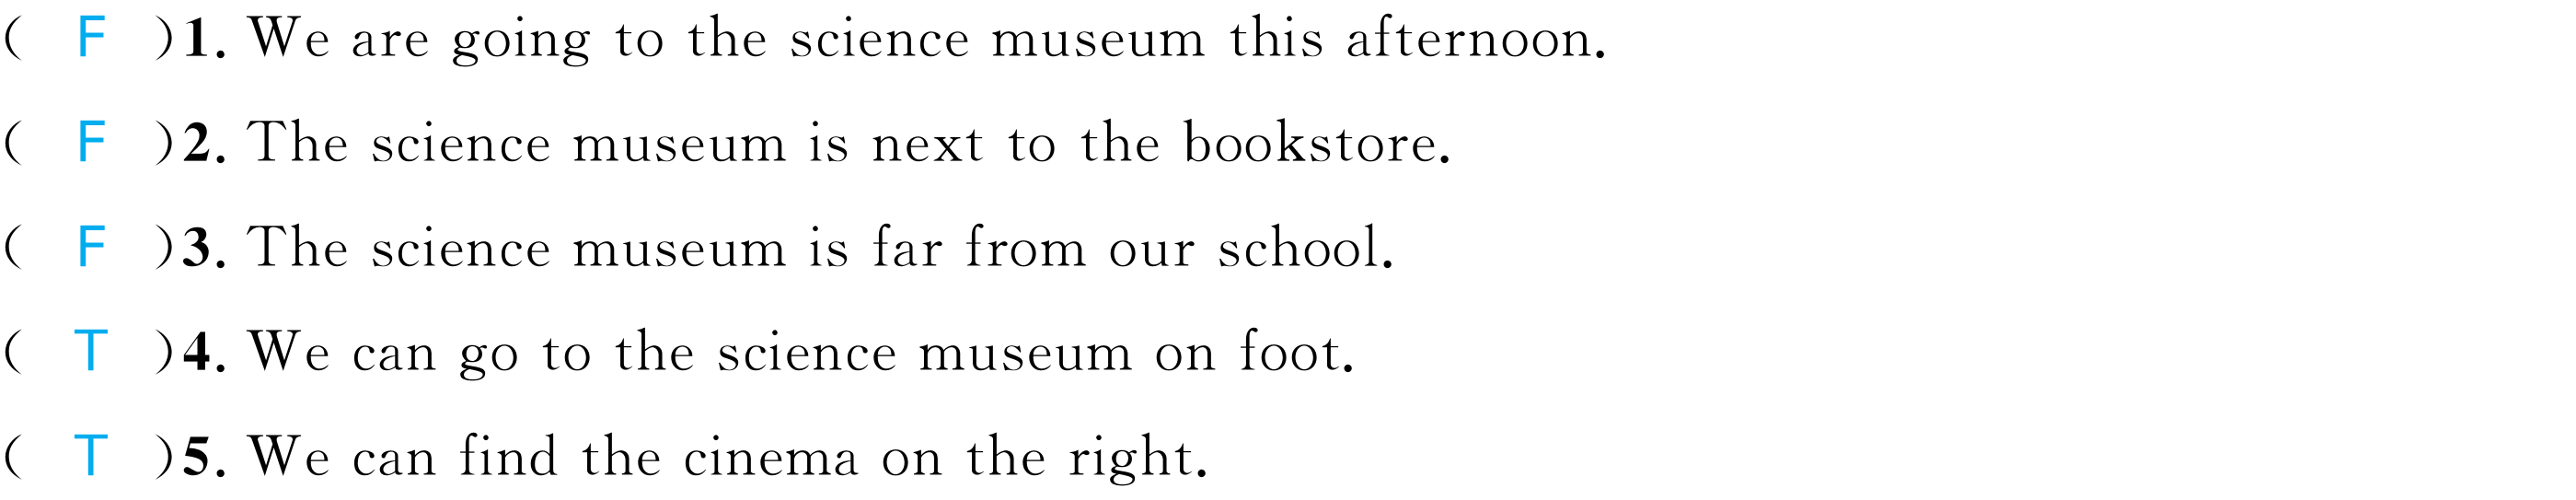 ( F )1. We are going to the science museum this afternoon.
( F )2. The science museum is next to the bookstore.
( F )3. The science museum is far from our school.
( T )4. We can go to the science museum on foot.
( T )5. We can find the cinema on the right.